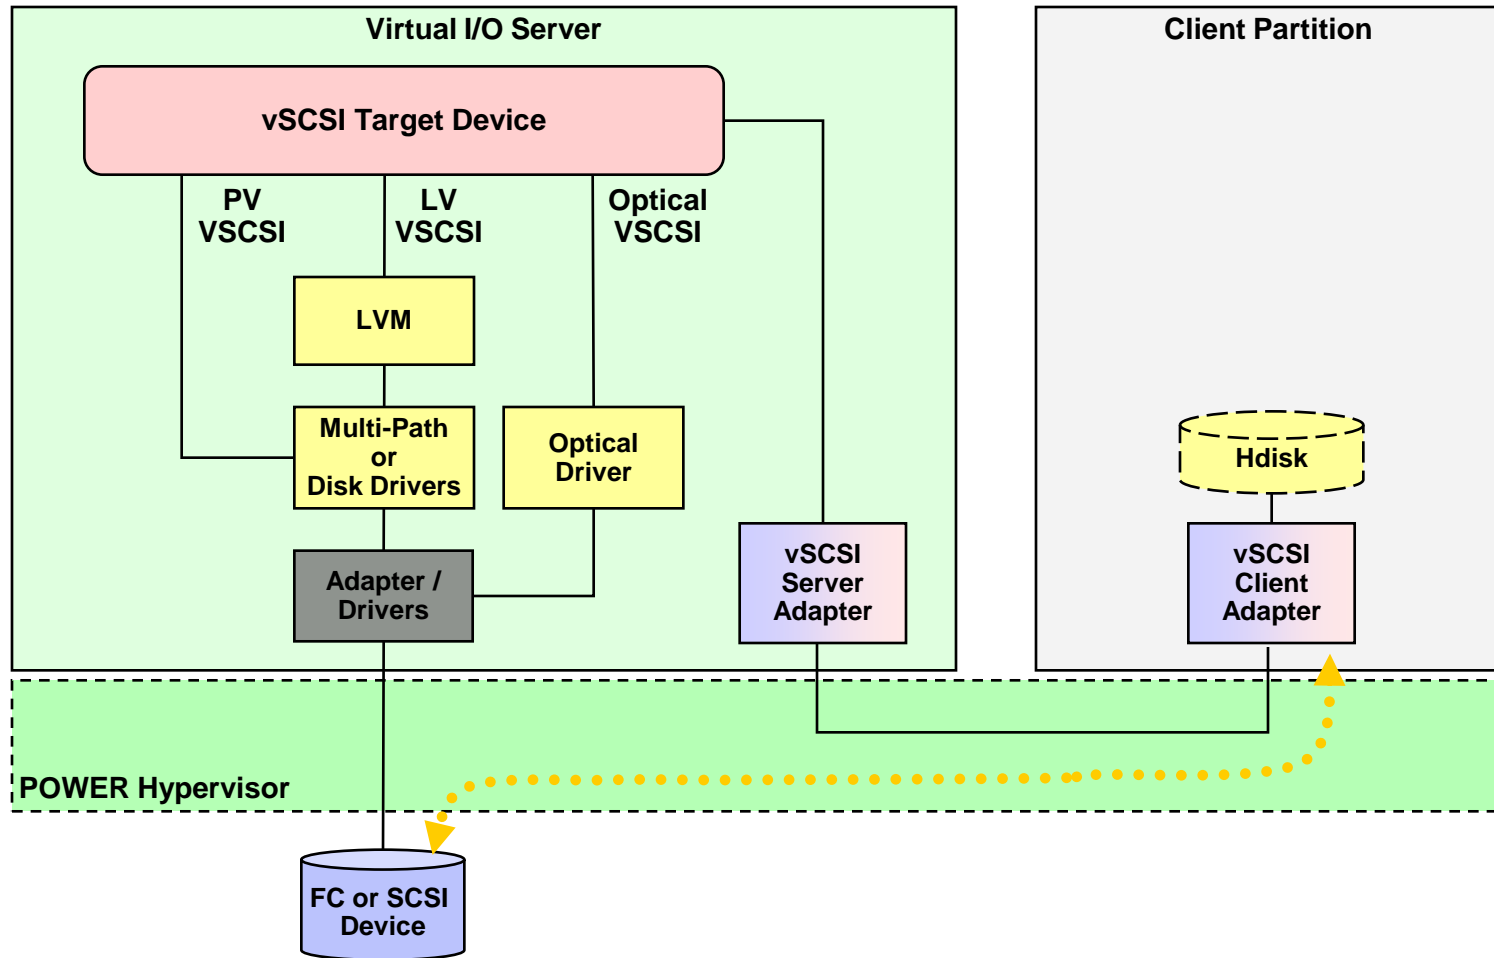 Virtual I/O Server
Client Partition
vSCSI Target Device
PV
VSCSI
LV
VSCSI
Optical
VSCSI
LVM
Multi-Path
or
Disk Drivers
Optical
Driver
Hdisk
Adapter /
Drivers
vSCSI
Server
Adapter
vSCSI
Client
Adapter
POWER Hypervisor
FC or SCSI
Device